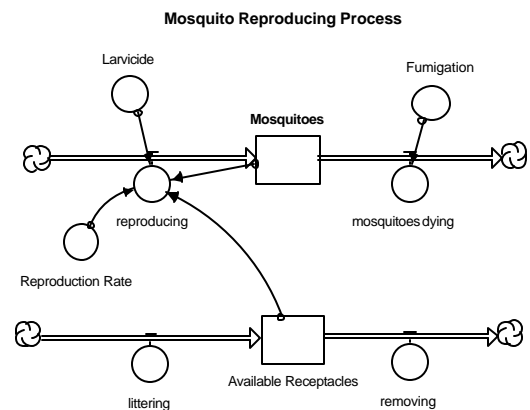 Mosquito Reproducing Process
Larvicide
Fumigation
Mosquitoes
reproducing
mosquitoes dying
Reproduction Rate
Available Receptacles
littering
removing